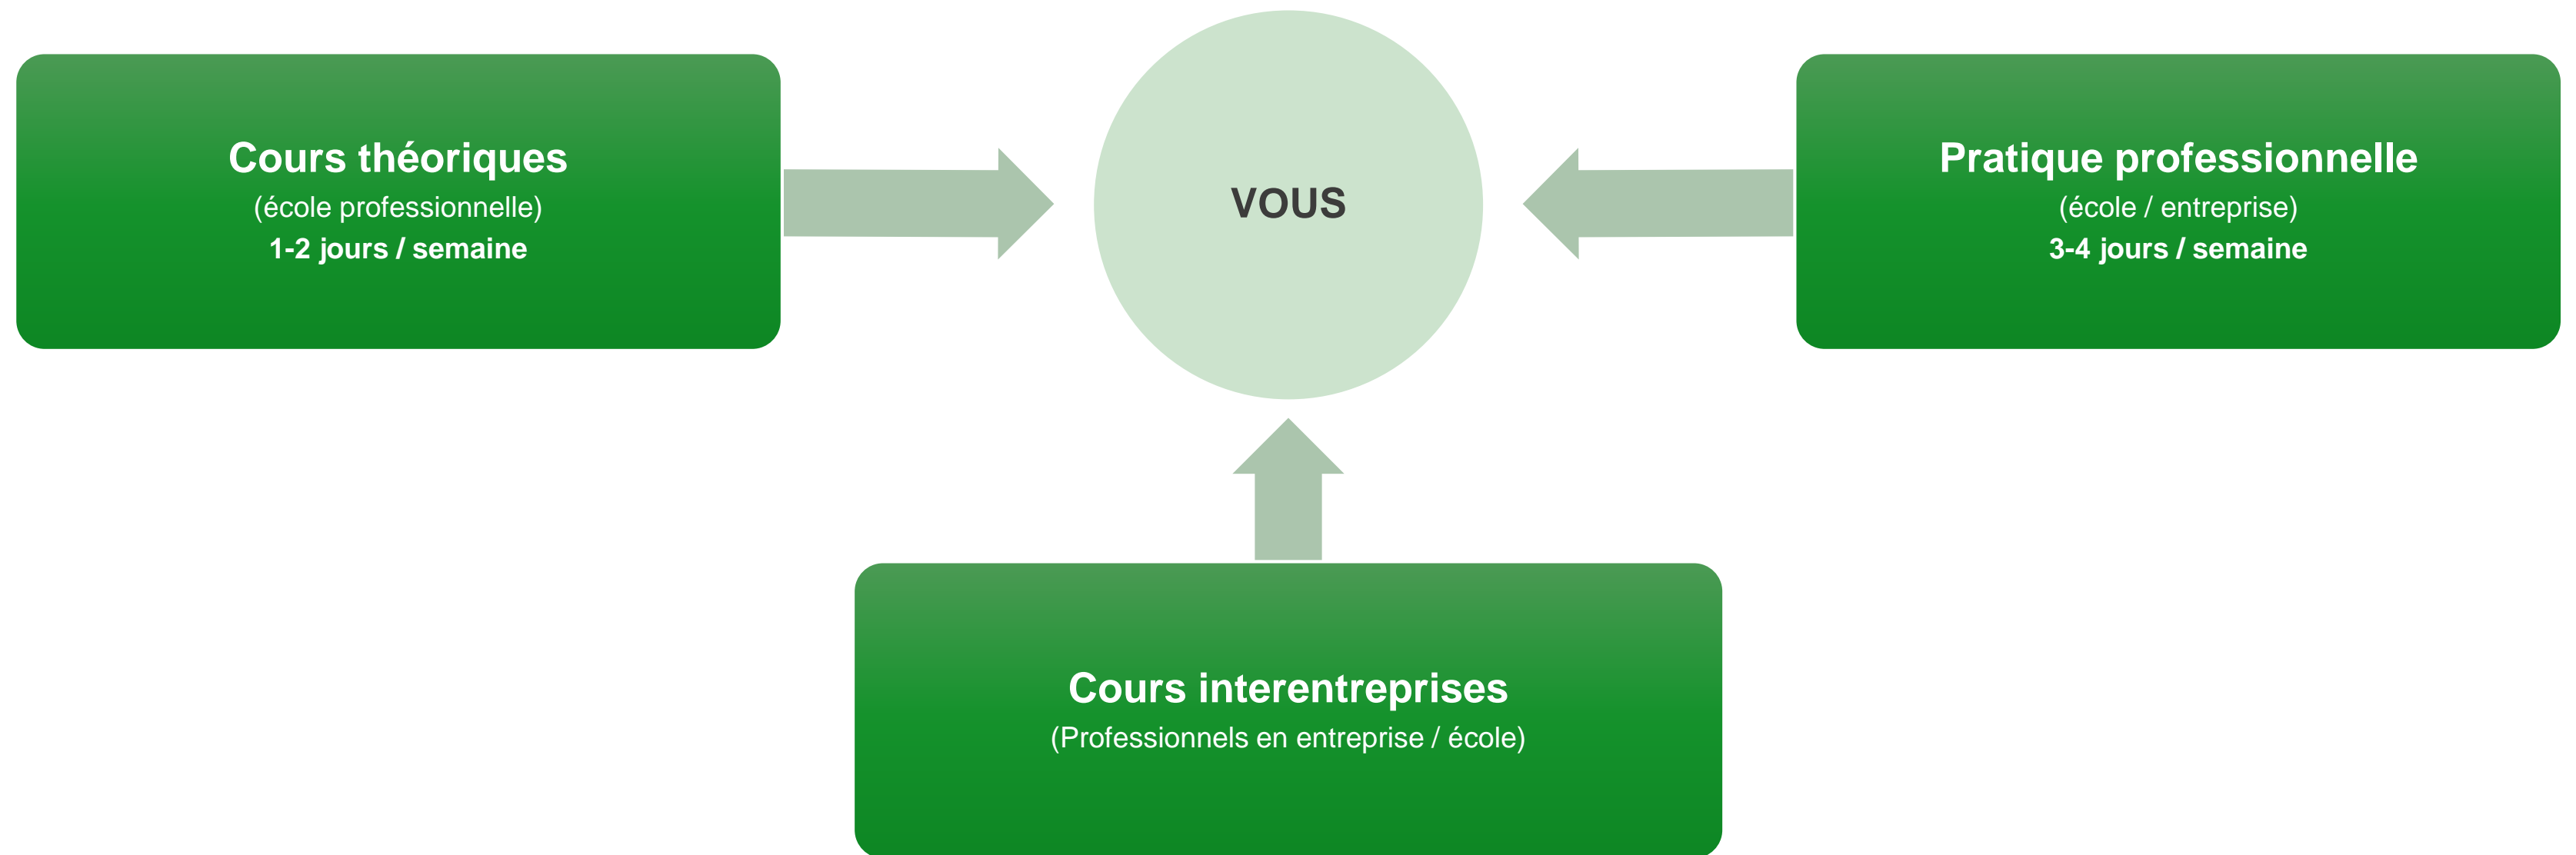 Cours théoriques
(école professionnelle)
1-2 jours / semaine
VOUS
Pratique professionnelle
(école / entreprise)
3-4 jours / semaine
Cours interentreprises
(Professionnels en entreprise / école)